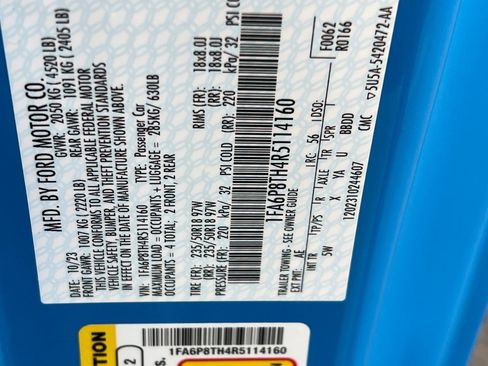 MFD. BY FORD MOTOR CO.
10/23 GVWR: 2050 KG ( 4520 LB)
FRONT GAWR: 1007 KG ( 2220 LB) REAR GAWR: 1091 KG ( 2405 LB)
VEHICLE CONFORMS TO ALL APPLICABLE FEDERAL MOTOR
VEHICLE SAFETY, BUMPER, AND THEFT PREVENTION STANDARDS
IN EFFECT ON THE DATE OF MANUFACTURE SHOWN ABOVE.
VIN: 1FA6P8TH4R5114160 TYPE: Passenger Car
MAXIMUM LOAD = OCCUPANTS + LUGGAGE = 285KG/ 630LB
OCCUPANTS = 4 TOTAL; 2 FRONT, 2 REAR
TIRES (FR): 235/50R18 97W RIMS (FR): 18x8.0J
TIRES (RR): 235/50R18 97W RIMS (RR): 18x8.0J
PRESSURE (FR): 220 kPa/ 32 PSI COLD (RR): 220 kPa/ 32 PSI COLD
1FA6P8TH4R5114160
TRAILER TOWING - SEE OWNER GUIDE
F0062
R0166
EXT PNT: AE RC: 56 DSO:
INT TR TP/PS R AXLE TR SPR
5W X YA U BBDD
1202310244607 CMC
▽5U5A-5420472-AA
1FA6P8TH4R5114160
2